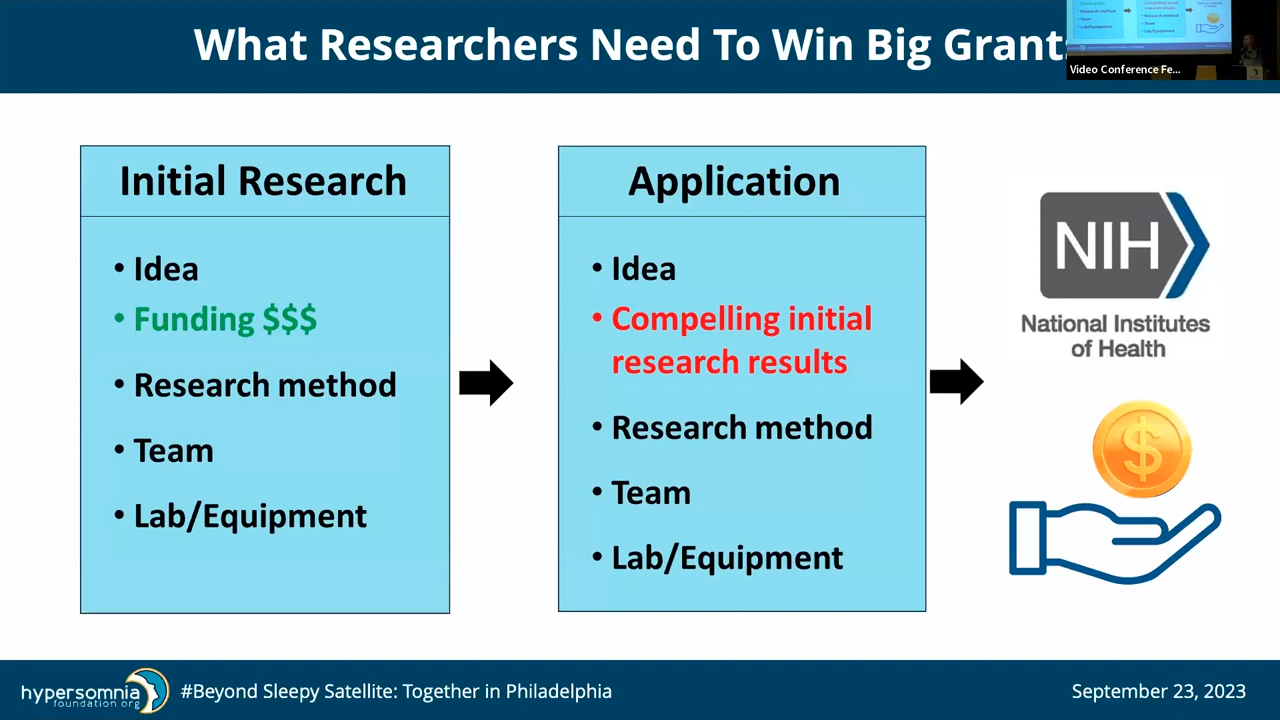 What Researchers Need To Win Big Grant
Video Conference Fe...
Initial Research
• Idea
• Funding $$$
• Research method
• Team
• Lab/Equipment
Application
• Idea
• Compelling initial
research results
• Research method
• Team
• Lab/Equipment
NIH
National Institutes
of Health
$
hypersomnia
foundation.org
#Beyond Sleepy Satellite: Together in Philadelphia
September 23, 2023